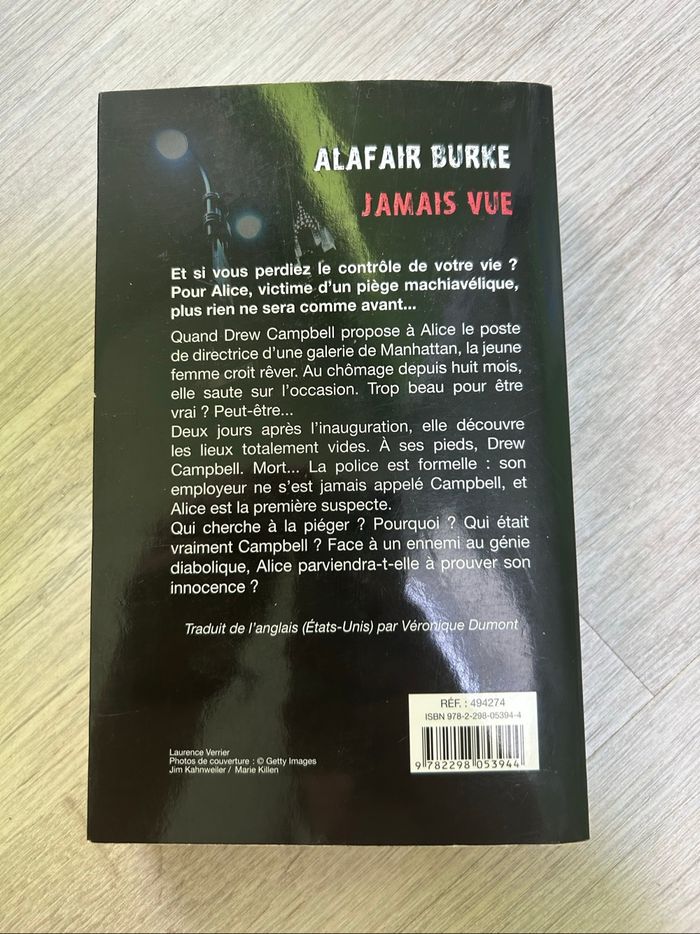 ALAFAIR BURKE
JAMAIS VUE
Et si vous perdiez le contrôle de votre vie ?
Pour Alice, victime d'un piège machiavélique,
plus rien ne sera comme avant...
Quand Drew Campbell propose à Alice le poste
de directrice d'une galerie de Manhattan, la jeune
femme croit rêver. Au chômage depuis huit mois,
elle saute sur l'occasion. Trop beau pour être
vrai ? Peut-être...
Deux jours après l'inauguration, elle découvre
les lieux totalement vides. À ses pieds, Drew
Campbell. Mort... La police est formelle : son
employeur ne s'est jamais appelé Campbell, et
Alice est la première suspecte.
Qui cherche à la piéger ? Pourquoi ? Qui était
vraiment Campbell ? Face à un ennemi au génie
diabolique, Alice parviendra-t-elle à prouver son
innocence ?
Traduit de l'anglais (États-Unis) par Véronique Dumont
RÉF. : 494274
ISBN 978-2-298-05394-4
9 782298 053944
Laurence Verrier
Photos de couverture : © Getty Images
Jim Kahnweiler / Marie Killen